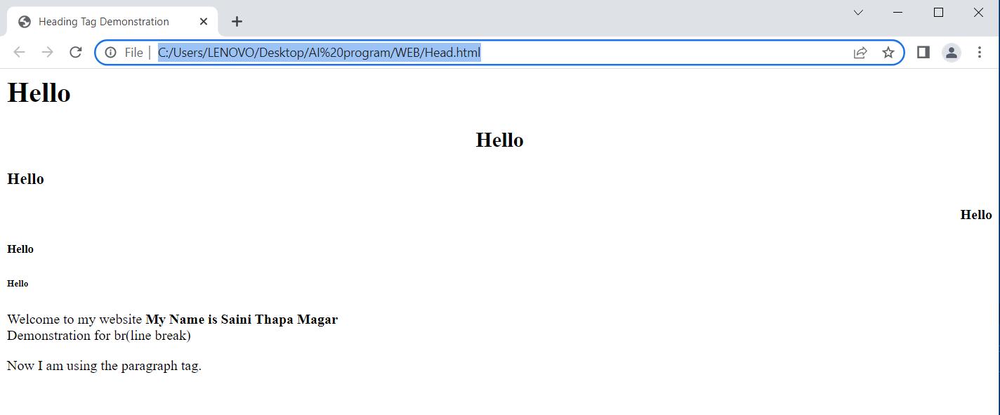 Heading Tag Demonstration
File | C:/Users/LENOVO/Desktop/AI%20program/WEB/Head.html
Hello
Hello
Hello
Hello
Hello
Hello
Welcome to my website My Name is Saini Thapa Magar
Demonstration for br(line break)
Now I am using the paragraph tag.